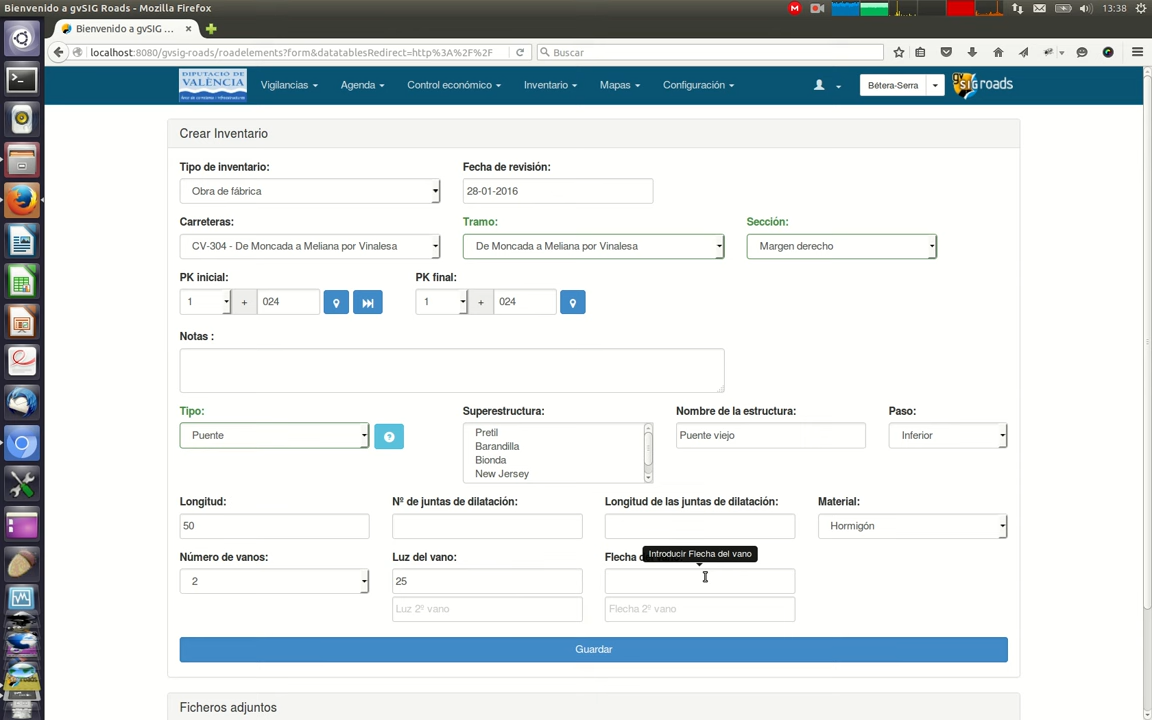 Bienvenido a gvSIG Roads - Mozilla Firefox
13:38
Bienvenido a gvSIG ...
localhost:8080/gvsig-roads/roadelements?form&datatablesRedirect=http%3A%2F%2F
Buscar
DIPUTACIÓ DE
VALÈNCIA
Vigilancias
Agenda
Control económico
Inventario
Mapas
Configuración
Bétera-Serra
gvSIG roads
Crear Inventario
Tipo de inventario:
Fecha de revisión:
Obra de fábrica
28-01-2016
Carreteras:
Tramo:
Sección:
CV-304 - De Moncada a Meliana por Vinalesa
De Moncada a Meliana por Vinalesa
Margen derecho
PK inicial:
PK final:
1 + 024
1 + 024
Notas :
Tipo:
Superestructura:
Nombre de la estructura:
Paso:
Puente
?
Pretil
Barandilla
Bionda
New Jersey
Puente viejo
Inferior
Longitud:
Nº de juntas de dilatación:
Longitud de las juntas de dilatación:
Material:
50
Hormigón
Introducir Flecha del vano
Número de vanos:
Luz del vano:
Flecha
2
25
Luz 2º vano
Flecha 2º vano
Guardar
Ficheros adjuntos